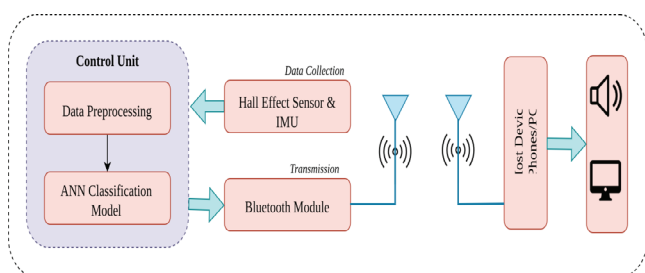 Control Unit
Data Preprocessing
ANN Classification
Model
Data Collection
Hall Effect Sensor &
IMU
Transmission
Bluetooth Module